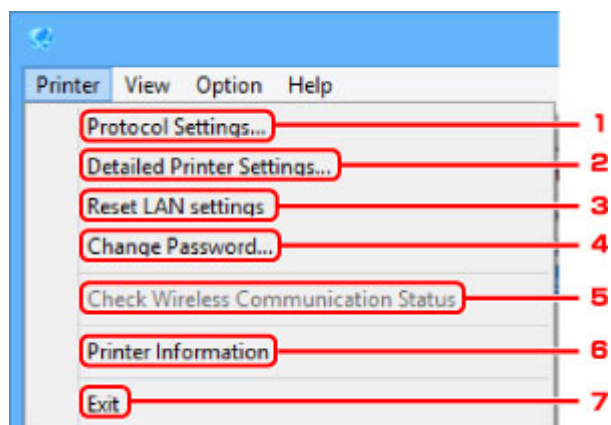 Printer View Option Help
Protocol Settings... 1
Detailed Printer Settings... 2
Reset LAN settings 3
Change Password... 4
Check Wireless Communication Status 5
Printer Information 6
Exit 7